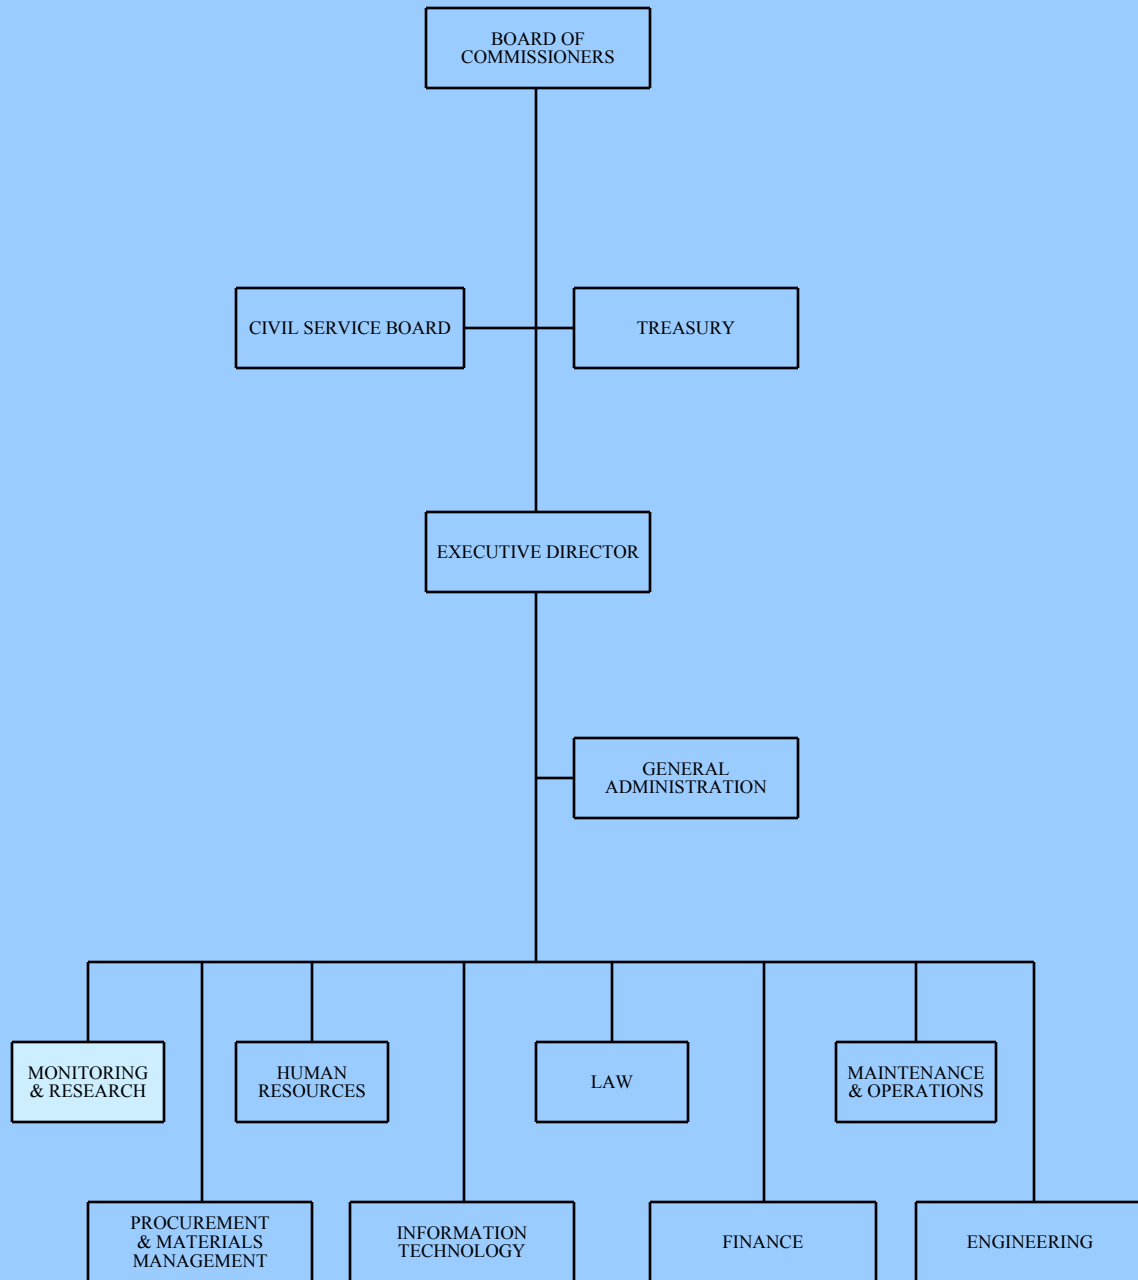 BOARD OF
COMMISSIONERS
CIVIL SERVICE BOARD
TREASURY
EXECUTIVE DIRECTOR
GENERAL
ADMINISTRATION
MONITORING
& RESEARCH
HUMAN
RESOURCES
LAW
MAINTENANCE
& OPERATIONS
PROCUREMENT
& MATERIALS
MANAGEMENT
INFORMATION
TECHNOLOGY
FINANCE
ENGINEERING